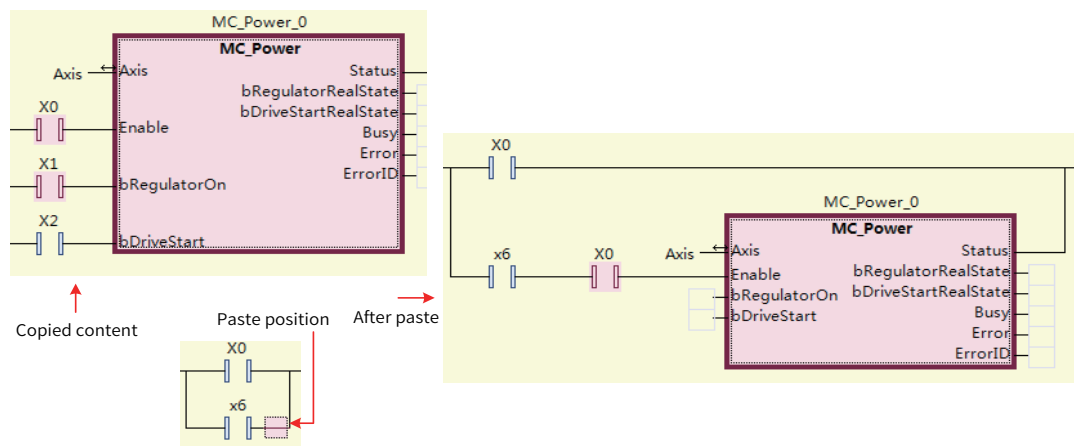 MC_Power_0
MC_Power
Axis
Axis
Status
bRegulatorRealState
bDriveStartRealState
X0
Enable
Busy
Error
X1
ErrorID
bRegulatorOn
X2
bDriveStart
Copied content
Paste position
After paste
X0
x6
X0
MC_Power_0
MC_Power
x6
X0
Axis
Axis
Status
Enable
bRegulatorRealState
bRegulatorOn
bDriveStartRealState
bDriveStart
Busy
Error
ErrorID